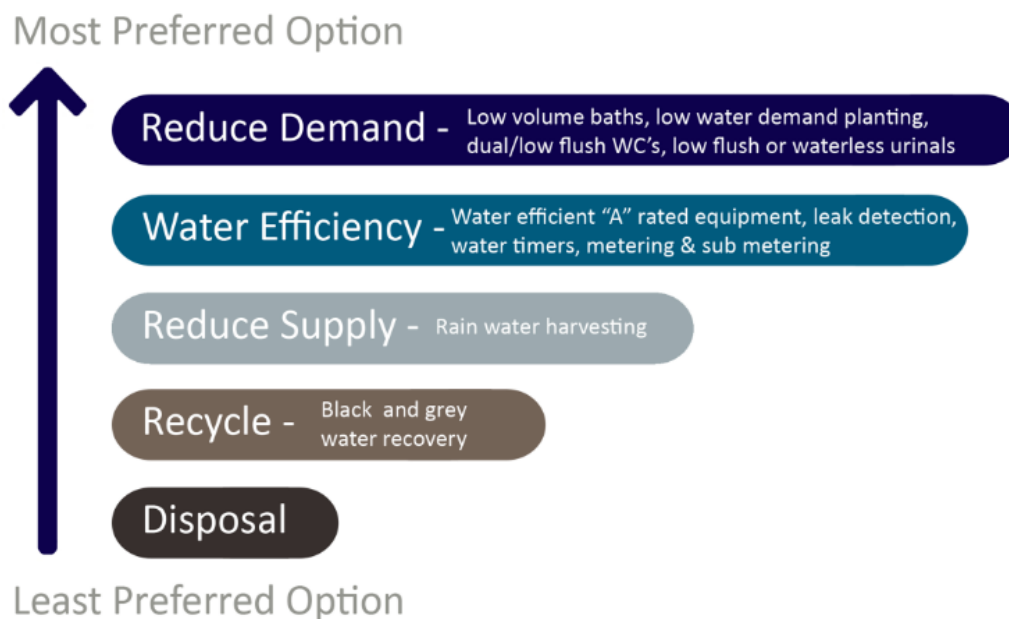 Most Preferred Option
Reduce Demand - Low volume baths, low water demand planting,
dual/low flush WC's, low flush or waterless urinals
Water Efficiency - Water efficient “A” rated equipment, leak detection,
water timers, metering & sub metering
Reduce Supply - Rain water harvesting
Recycle - Black and grey
water recovery
Disposal
Least Preferred Option